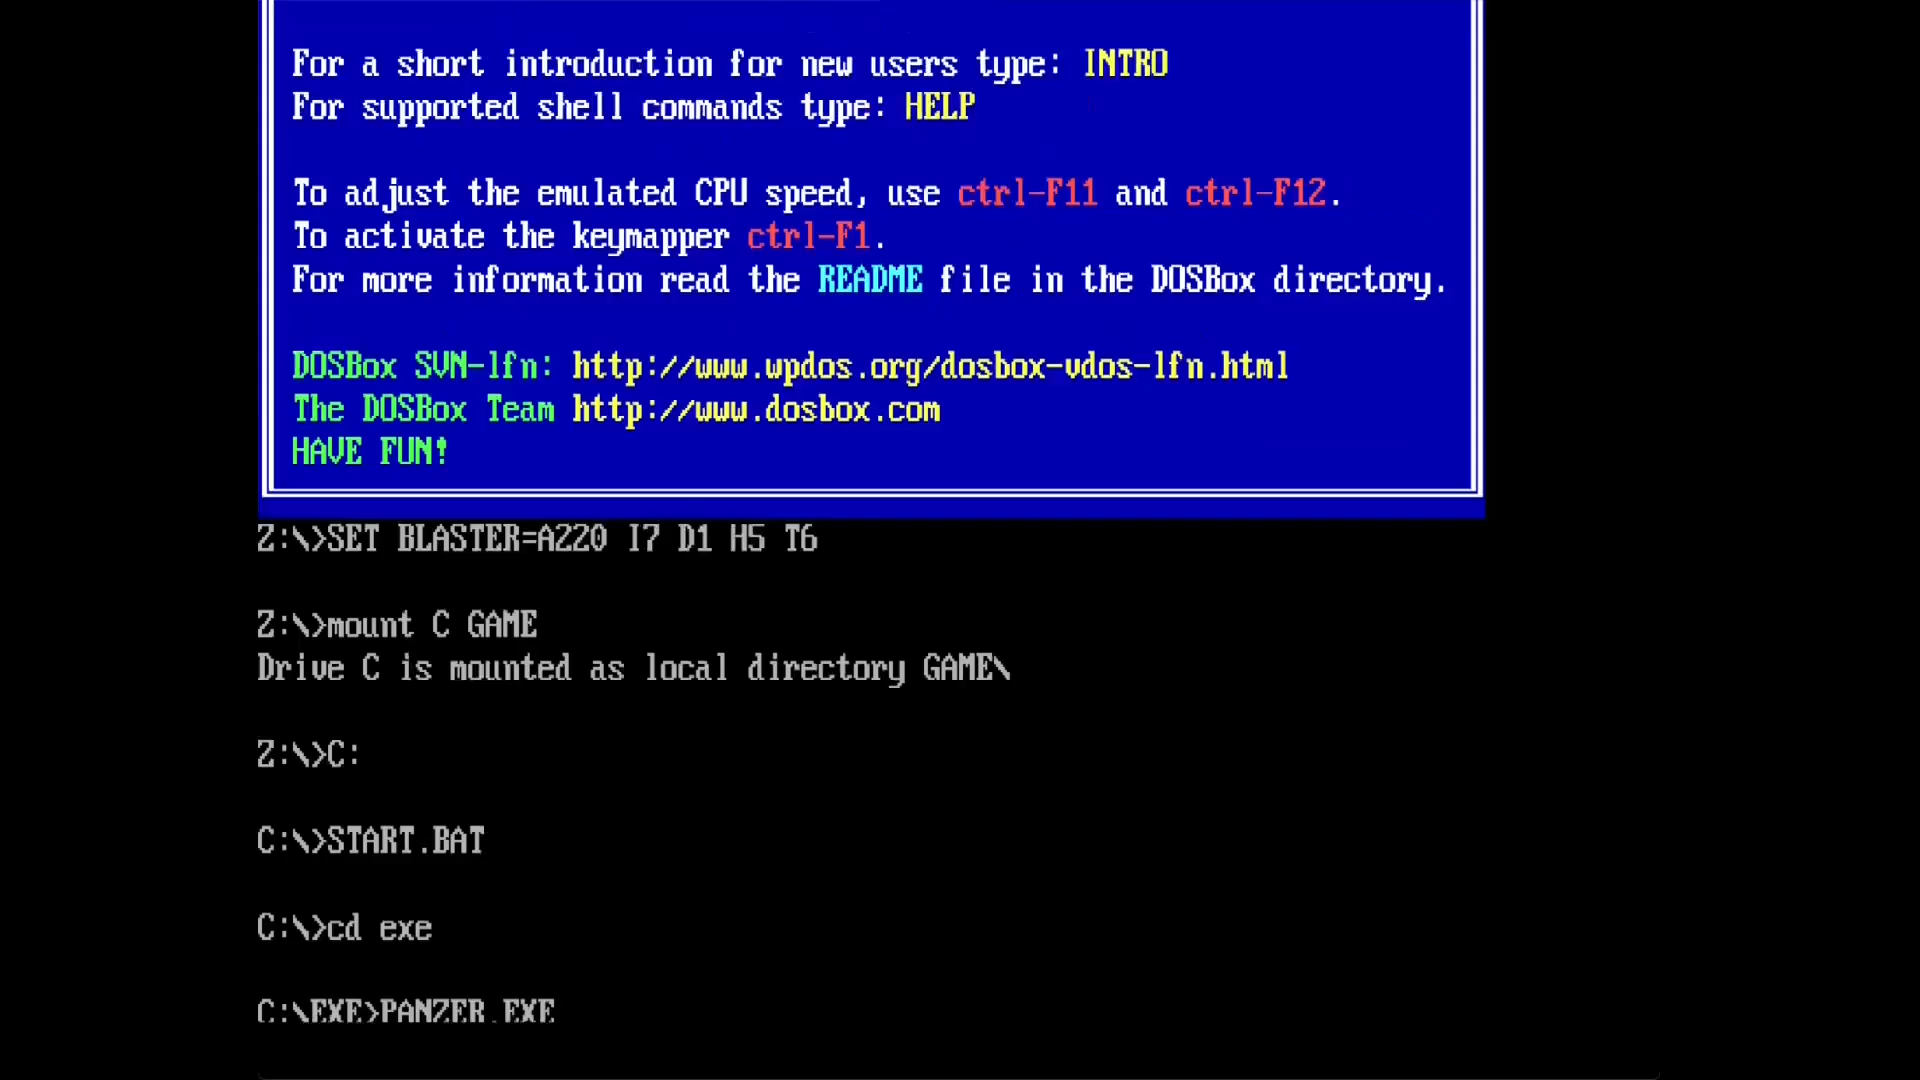 For a short introduction for new users type: INTRO
For supported shell commands type: HELP
To adjust the emulated CPU speed, use ctrl-F11 and ctrl-F12.
To activate the keymapper ctrl-F1.
For more information read the README file in the DOSBox directory.
DOSBox SVN-lfn: http://www.wpdos.org/dosbox-vdos-lfn.html
The DOSBox Team http://www.dosbox.com
HAVE FUN!
Z:\>SET BLASTER=A220 I7 D1 H5 T6
Z:\>mount C GAME
Drive C is mounted as local directory GAME\
Z:\>C:
C:\>START.BAT
C:\>cd exe
C:\EXE>PANZER.EXE